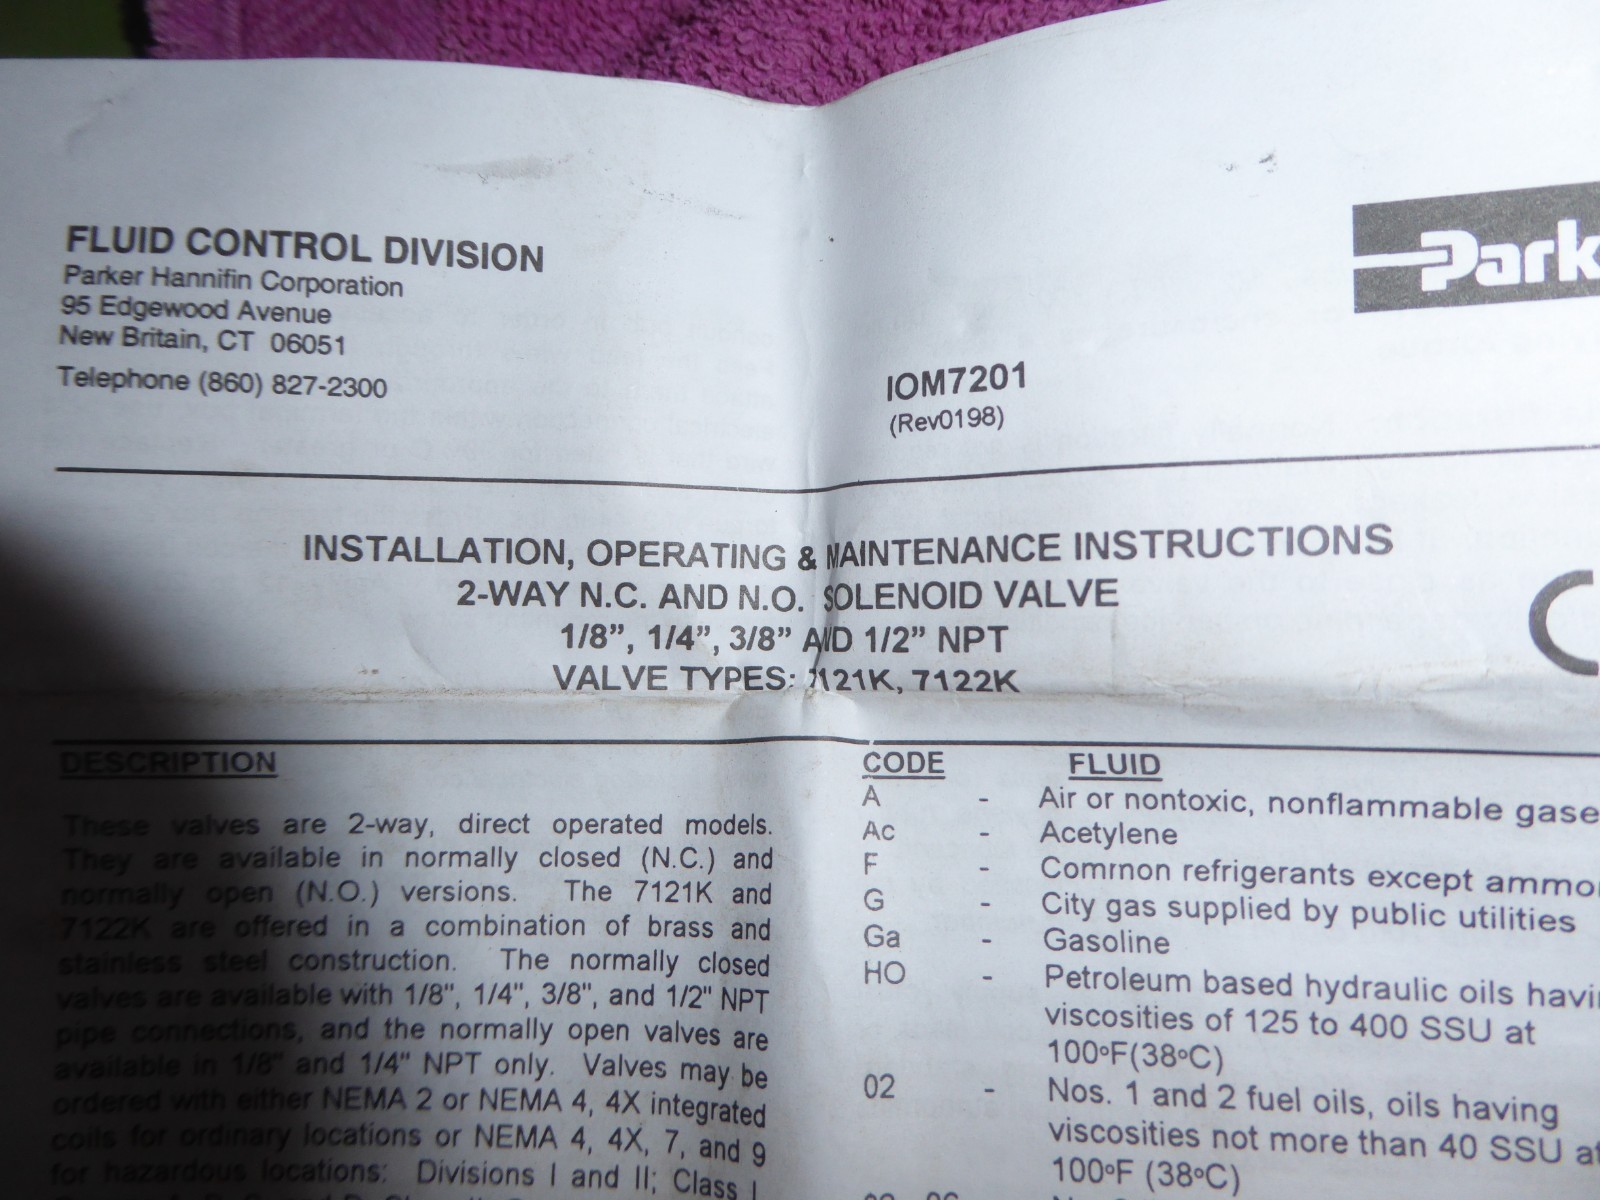 FLUID CONTROL DIVISION
Parker Hannifin Corporation
95 Edgewood Avenue
New Britain, CT 06051
Telephone (860) 827-2300
Park
IOM7201
(Rev0198)
INSTALLATION, OPERATING & MAINTENANCE INSTRUCTIONS
2-WAY N.C. AND N.O. SOLENOID VALVE
1/8", 1/4", 3/8" AND 1/2" NPT
VALVE TYPES: 7121K, 7122K
DESCRIPTION
These valves are 2-way, direct operated models.
They are available in normally closed (N.C.) and
normally open (N.O.) versions. The 7121K and
7122K are offered in a combination of brass and
stainless steel construction. The normally closed
valves are available with 1/8", 1/4", 3/8", and 1/2" NPT
pipe connections, and the normally open valves are
available in 1/8" and 1/4" NPT only. Valves may be
ordered with either NEMA 2 or NEMA 4, 4X integrated
coils for ordinary locations or NEMA 4, 4X, 7, and 9
for hazardous locations: Divisions I and II; Class I,
CODE FLUID
A - Air or nontoxic, nonflammable gase
Ac - Acetylene
F - Common refrigerants except ammo
G - City gas supplied by public utilities
Ga - Gasoline
HO - Petroleum based hydraulic oils havi
viscosities of 125 to 400 SSU at
100°F(38°C)
02 - Nos. 1 and 2 fuel oils, oils having
viscosities not more than 40 SSU at
100°F (38°C)